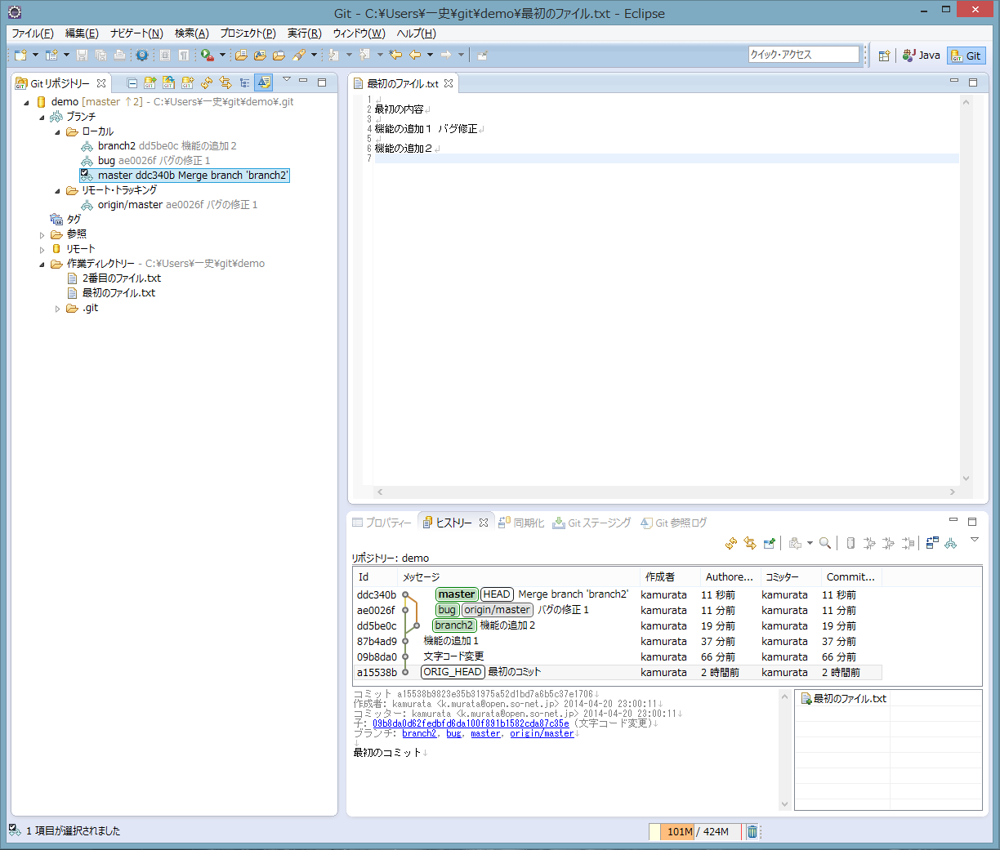 Git - C:¥Users¥一史¥git¥demo¥最初のファイル.txt - Eclipse
ファイル(F) 編集(E) ナビゲート(N) 検索(A) プロジェクト(P) 実行(R) ウィンドウ(W) ヘルプ(H)
クイック・アクセス Java Git
Git リポジトリー
demo [master ↑2] - C:¥Users¥一史¥git¥demo¥.git
ブランチ
ローカル
branch2 dd5be0c 機能の追加２
bug ae0026f バグの修正１
master ddc340b Merge branch 'branch2'
リモート・トラッキング
origin/master ae0026f バグの修正１
タグ
参照
リモート
作業ディレクトリー - C:¥Users¥一史¥git¥demo
2番目のファイル.txt
最初のファイル.txt
.git
最初のファイル.txt
1
2 最初の内容
3
4 機能の追加１ バグ修正
5
6 機能の追加２
7
プロパティー ヒストリー 同期化 Git ステージング Git 参照ログ
リポジトリー: demo
Id メッセージ 作成者 Authore... コミッター Commit...
ddc340b master HEAD Merge branch 'branch2' kamurata 11 秒前 kamurata 11 秒前
ae0026f bug origin/master バグの修正１ kamurata 11 分前 kamurata 11 分前
dd5be0c branch2 機能の追加２ kamurata 19 分前 kamurata 19 分前
87b4ad9 機能の追加１ kamurata 37 分前 kamurata 37 分前
09b8da0 文字コード変更 kamurata 66 分前 kamurata 66 分前
a15538b ORIG_HEAD 最初のコミット kamurata 2 時間前 kamurata 2 時間前
コミット a15538b9823e35b31975a52d1bd7a6b5c37e1706
作成者: kamurata <k.murata@open.so-net.jp> 2014-04-20 23:00:11
コミッター: kamurata <k.murata@open.so-net.jp> 2014-04-20 23:00:11
子: 09b8da0d62fedbfd6da100f891b1582cda87c35e (文字コード変更)
ブランチ: branch2, bug, master, origin/master
最初のコミット
最初のファイル.txt
1 項目が選択されました
101M / 424M